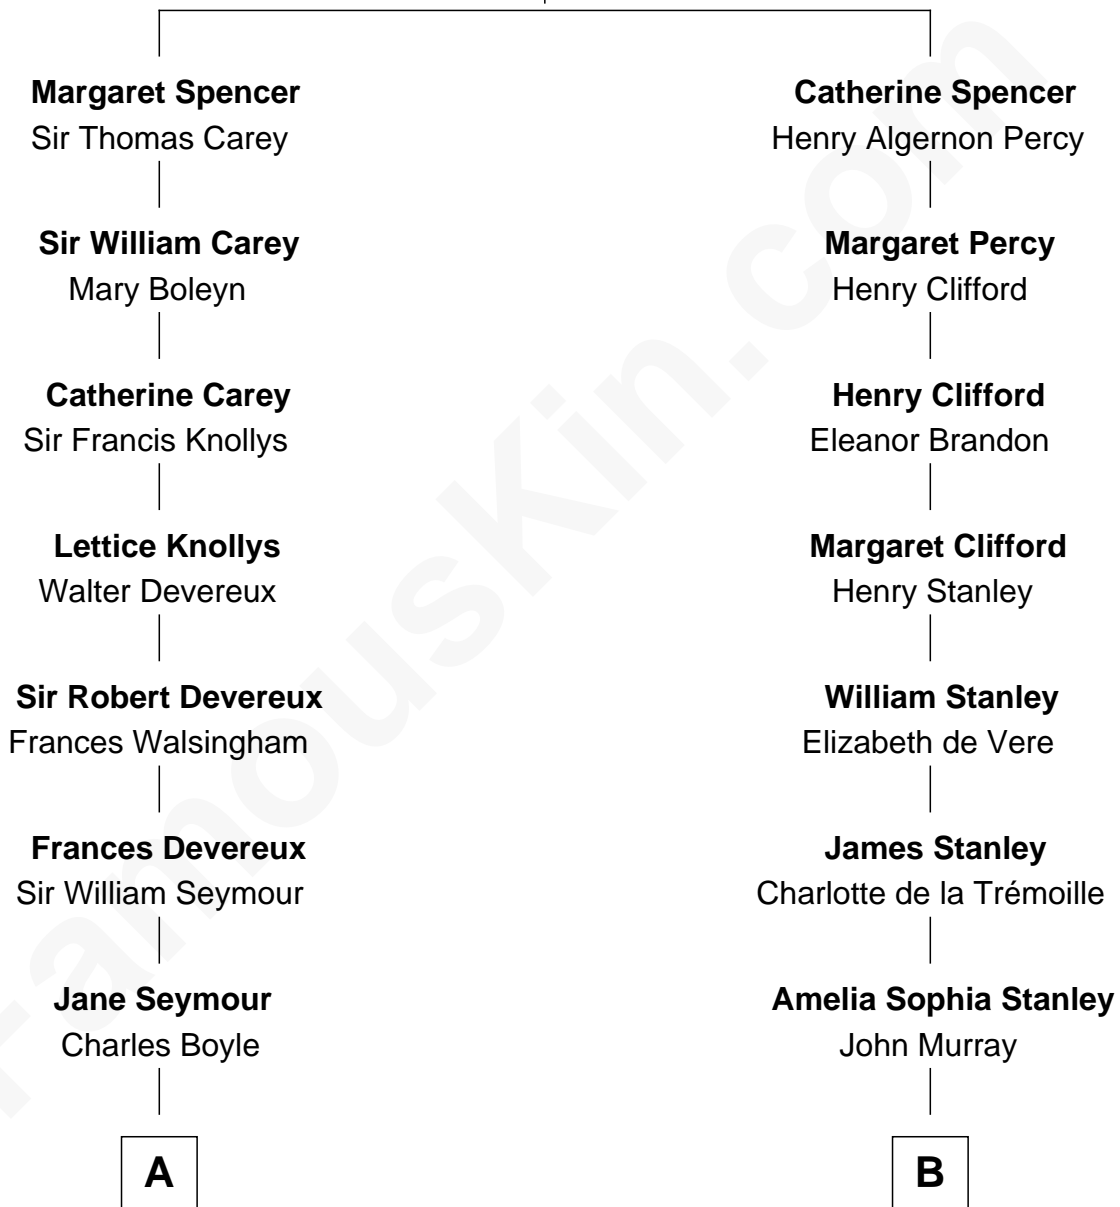 Margaret Spencer
Sir Thomas Carey
Sir William Carey
Mary Boleyn
Catherine Carey
Sir Francis Knollys
Lettice Knollys
Walter Devereux
Sir Robert Devereux
Frances Walsingham
Frances Devereux
Sir William Seymour
Jane Seymour
Charles Boyle
A
Catherine Spencer
Henry Algernon Percy
Margaret Percy
Henry Clifford
Henry Clifford
Eleanor Brandon
Margaret Clifford
Henry Stanley
William Stanley
Elizabeth de Vere
James Stanley
Charlotte de la Trémoille
Amelia Sophia Stanley
John Murray
B
FamousKin.com